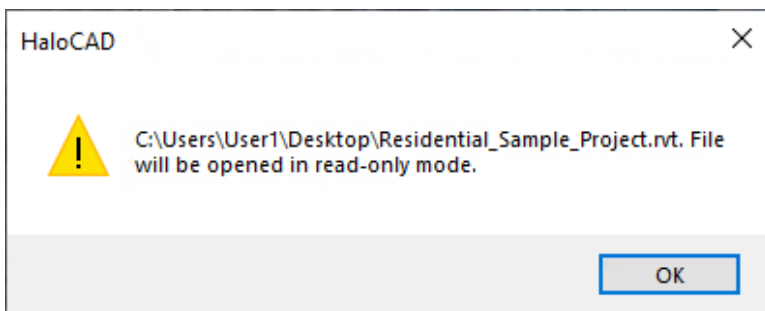 HaloCAD
C:\Users\User1\Desktop\Residential_Sample_Project.rvt. File
will be opened in read-only mode.
OK